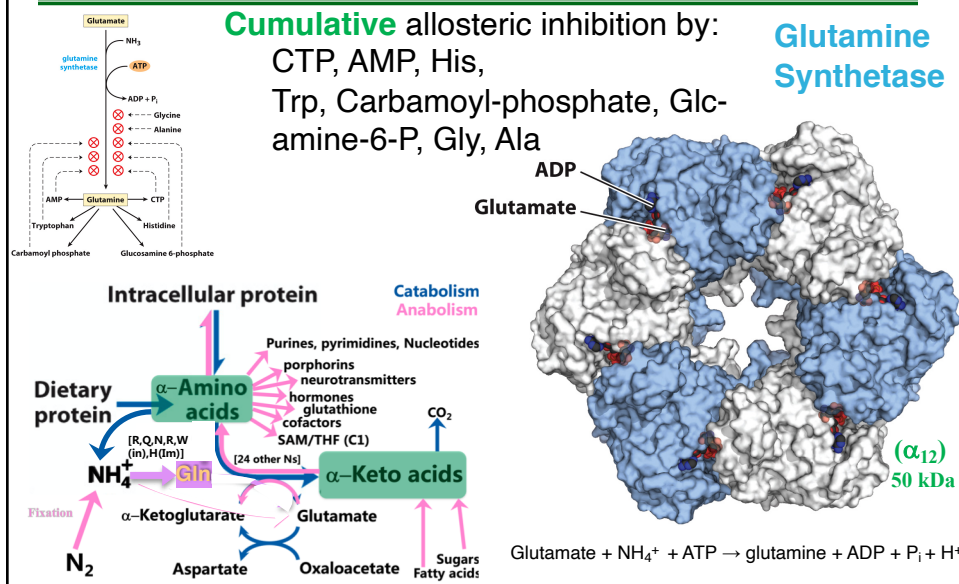 Cumulative allosteric inhibition by:
CTP, AMP, His,
Trp, Carbamoyl-phosphate, Glc-
amine-6-P, Gly, Ala
Glutamine
Synthetase
Glutamate
NH₃
glutamine
synthetase
ATP
ADP + Pᵢ
Glycine
Alanine
AMP
Glutamine
CTP
Tryptophan
Histidine
Carbamoyl phosphate
Glucosamine 6-phosphate
ADP
Glutamate
(α₁₂)
50 kDa
Glutamate + NH₄⁺ + ATP → glutamine + ADP + Pᵢ + H⁺
Intracellular protein
Catabolism
Anabolism
Purines, pyrimidines, Nucleotides
porphorins
neurotransmitters
hormones
glutathione
cofactors
SAM/THF (C1)
Dietary
protein
α–Amino
acids
CO₂
[R,Q,N,R,W
(in),H(Im)]
[24 other Ns]
α–Keto acids
NH₄⁺
Gln
Fixation
α–Ketoglutarate
Glutamate
N₂
Aspartate
Oxaloacetate
Sugars
Fatty acids